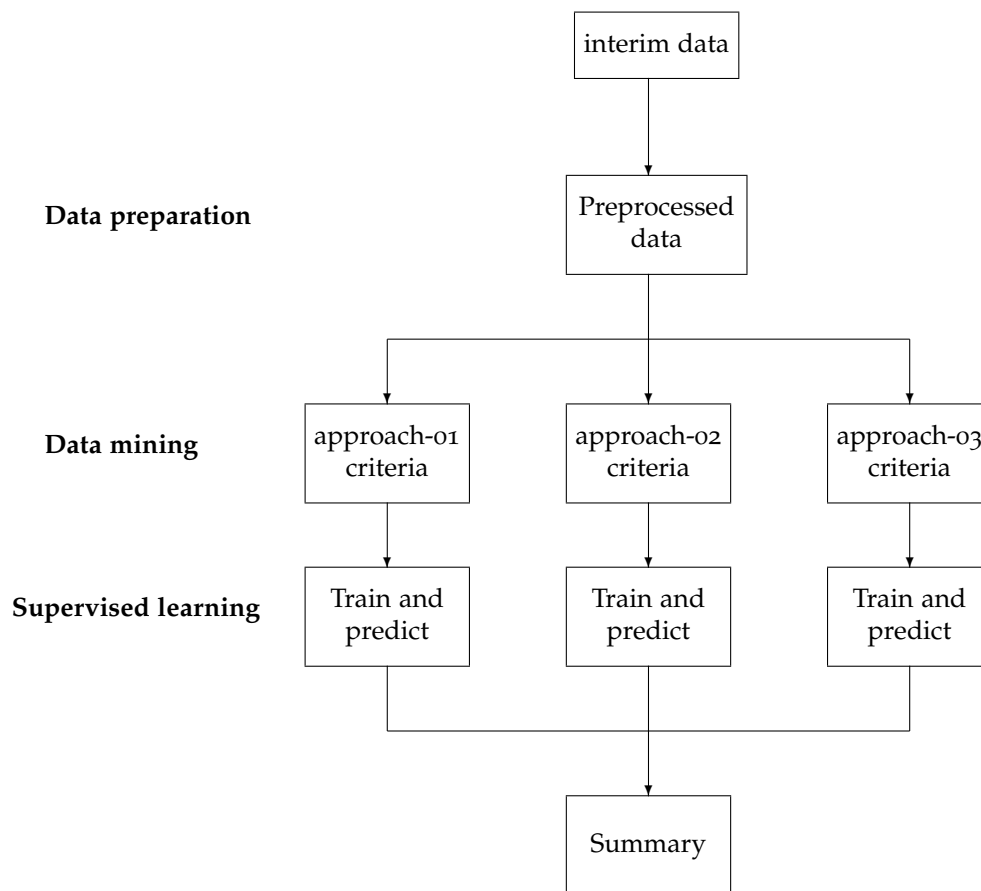 interim data
Data preparation
Preprocessed
data
Data mining
approach-01
criteria
approach-02
criteria
approach-03
criteria
Supervised learning
Train and
predict
Train and
predict
Train and
predict
Summary